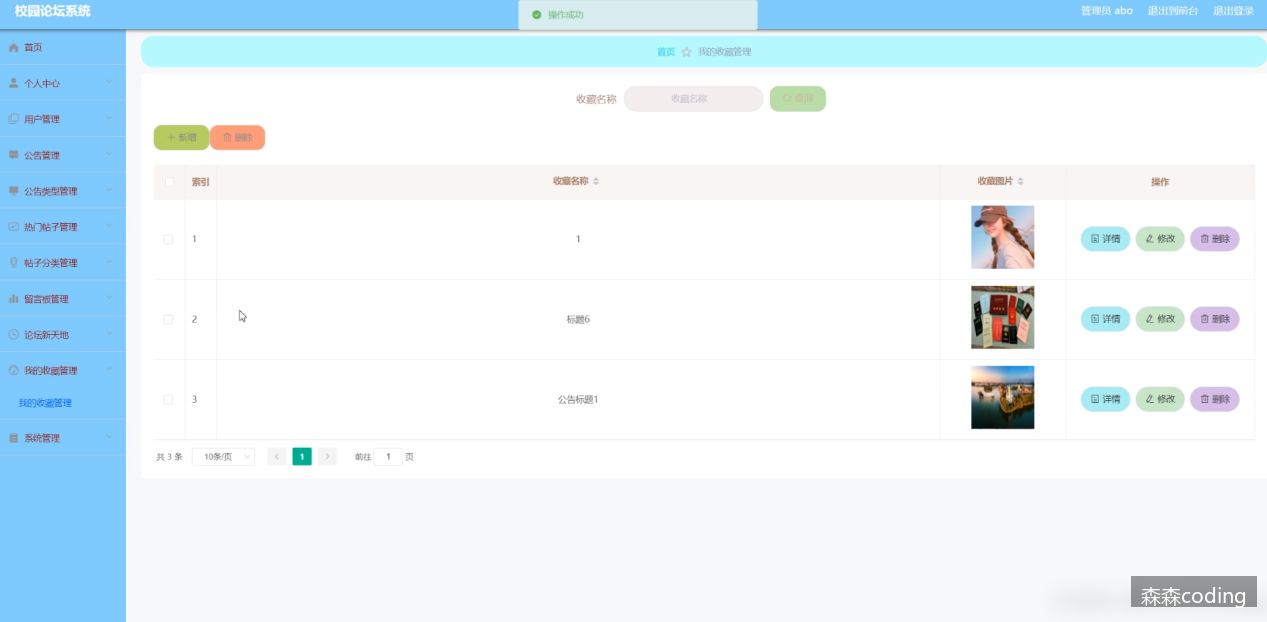 校园论坛系统
操作成功
管理员 abo 退出到前台 退出登录
首页
个人中心
用户管理
公告管理
公告类型管理
热门帖子管理
帖子分类管理
留言板管理
论坛新天地
我的收藏管理
我的收藏管理
系统管理
首页 我的收藏管理
收藏名称 收藏名称 查询
新增 删除
索引 收藏名称 收藏图片 操作
1 1 详情 修改 删除
2 标题6 详情 修改 删除
3 公告标题1 详情 修改 删除
共 3 条 10条/页 1 前往 1 页
森森coding